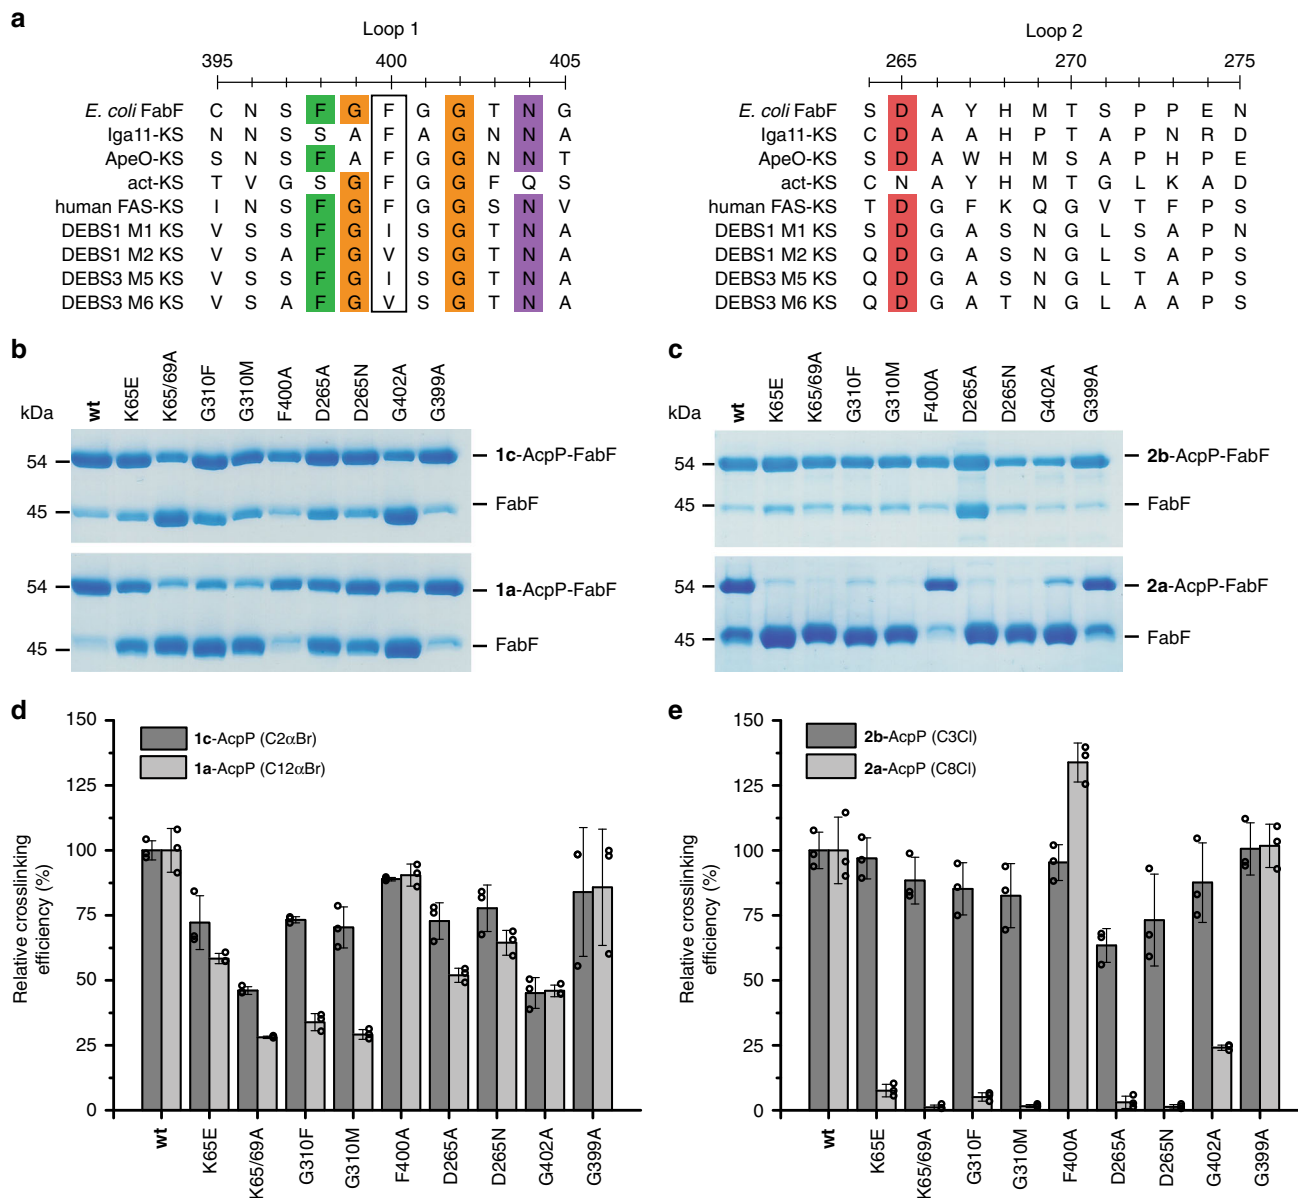 a
Loop 1
395 400 405
E. coli FabF C N S F G F G G T N G
Iga11-KS N N S S A F A G N N A
ApeO-KS S N S F A F G G N N T
act-KS T V G S G F G G F Q S
human FAS-KS I N S F G F G G S N V
DEBS1 M1 KS V S S F G I S G T N A
DEBS1 M2 KS V S A F G V S G T N A
DEBS3 M5 KS V S S F G I S G T N A
DEBS3 M6 KS V S A F G V S G T N A
Loop 2
265 270 275
E. coli FabF S D A Y H M T S P P E N
Iga11-KS C D A A H P T A P N R D
ApeO-KS S D A W H M S A P H P E
act-KS C N A Y H M T G L K A D
human FAS-KS T D G F K Q G V T F P S
DEBS1 M1 KS S D G A S N G L S A P N
DEBS1 M2 KS Q D G A S N G L S A P S
DEBS3 M5 KS Q D G A S N G L T A P S
DEBS3 M6 KS Q D G A T N G L A A P S
b
kDa
wt K65E K65/69A G310F G310M F400A D265A D265N G402A G399A
54 1c-AcpP-FabF
45 FabF
54 1a-AcpP-FabF
45 FabF
c
kDa
wt K65E K65/69A G310F G310M F400A D265A D265N G402A G399A
54 2b-AcpP-FabF
45 FabF
54 2a-AcpP-FabF
45 FabF
d
Relative crosslinking
efficiency (%)
150
125
100
75
50
25
0
1c-AcpP (C2αBr)
1a-AcpP (C12αBr)
wt K65E K65/69A G310F G310M F400A D265A D265N G402A G399A
e
Relative crosslinking
efficiency (%)
150
125
100
75
50
25
0
2b-AcpP (C3Cl)
2a-AcpP (C8Cl)
wt K65E K65/69A G310F G310M F400A D265A D265N G402A G399A